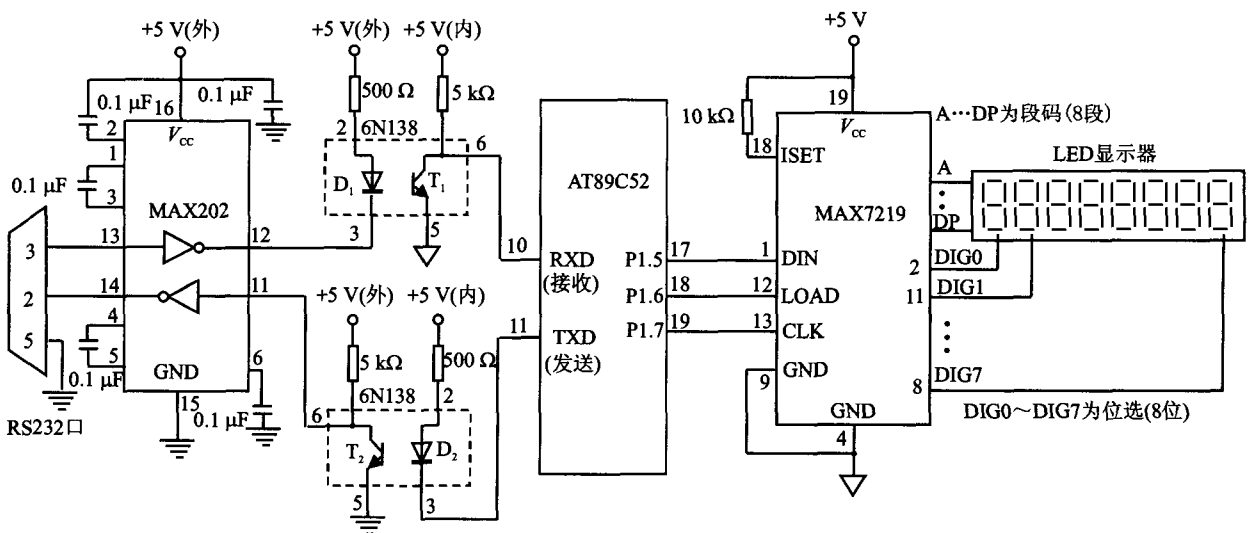 +5 V(外)
0.1 μF
16
0.1 μF
2
V_CC
1
0.1 μF
3
MAX202
3
13
12
2
14
11
4
5
5
0.1 μF
GND
6
15
0.1 μF
RS232口
+5 V(外)
+5 V(内)
500 Ω
5 kΩ
2
6N138
6
D₁
T₁
3
5
+5 V(外)
+5 V(内)
5 kΩ
500 Ω
6N138
2
6
T₂
D₂
5
3
AT89C52
10
RXD
(接收)
11
TXD
(发送)
P1.5
17
P1.6
18
P1.7
19
+5 V
19
10 kΩ
V_CC
18
ISET
MAX7219
1
DIN
12
LOAD
13
CLK
9
GND
GND
4
A⋯DP为段码(8段)
LED显示器
A
DP
DIG0
2
DIG1
11
DIG7
8
DIG0～DIG7为位选(8位)